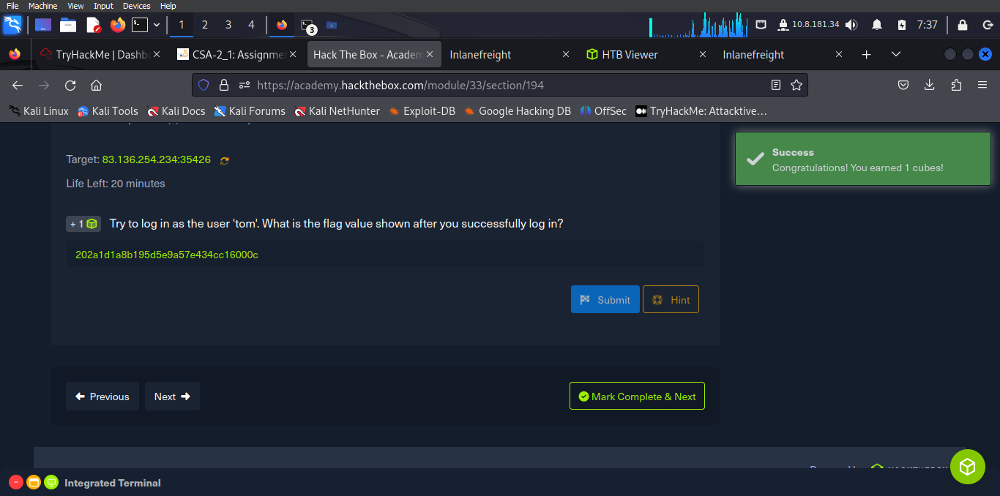 File Machine View Input Devices Help
1 2 3 4 3 10.8.181.34 7:37
TryHackMe | Dashbo CSA-2_1: Assignmen Hack The Box - Academ Inlanefreight HTB Viewer Inlanefreight
https://academy.hackthebox.com/module/33/section/194
Kali Linux Kali Tools Kali Docs Kali Forums Kali NetHunter Exploit-DB Google Hacking DB OffSec TryHackMe: Attacktive…
Success
Congratulations! You earned 1 cubes!
Target: 83.136.254.234:35426
Life Left: 20 minutes
+ 1 Try to log in as the user 'tom'. What is the flag value shown after you successfully log in?
202a1d1a8b195d5e9a57e434cc16000c
Submit Hint
Previous Next Mark Complete & Next
Integrated Terminal